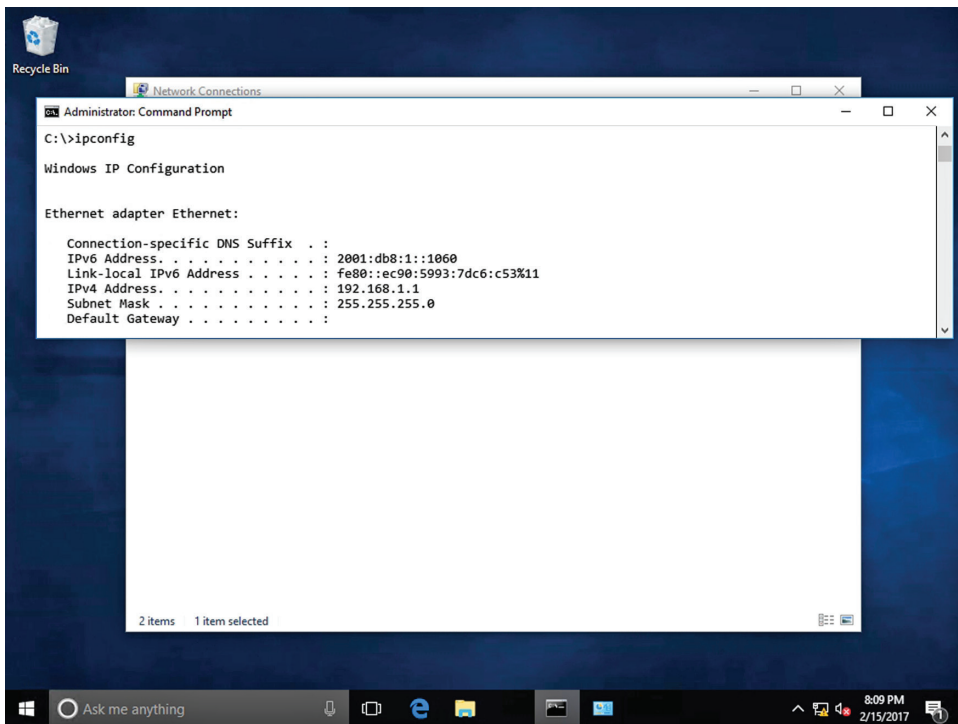 Recycle Bin
Network Connections
Administrator: Command Prompt
C:\>ipconfig
Windows IP Configuration
Ethernet adapter Ethernet:
Connection-specific DNS Suffix . :
IPv6 Address. . . . . . . . . . . : 2001:db8:1::1060
Link-local IPv6 Address . . . . . : fe80::ec90:5993:7dc6:c53%11
IPv4 Address. . . . . . . . . . . : 192.168.1.1
Subnet Mask . . . . . . . . . . . : 255.255.255.0
Default Gateway . . . . . . . . . :
2 items 1 item selected
Ask me anything
8:09 PM
2/15/2017
1